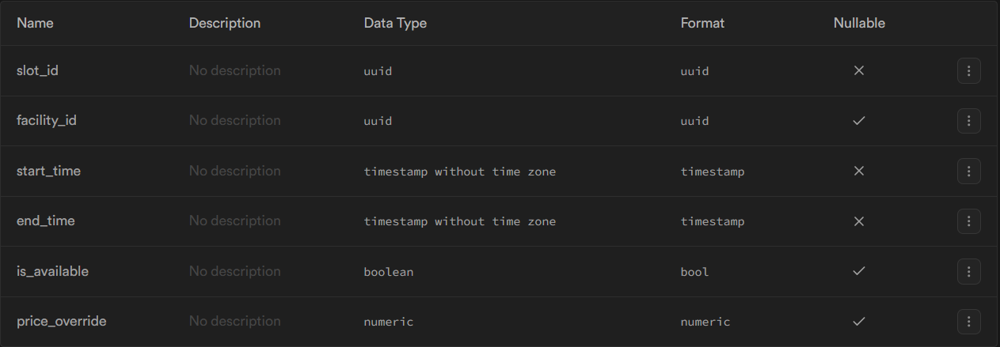 Name Description Data Type Format Nullable
slot_id No description uuid uuid
facility_id No description uuid uuid
start_time No description timestamp without time zone timestamp
end_time No description timestamp without time zone timestamp
is_available No description boolean bool
price_override No description numeric numeric